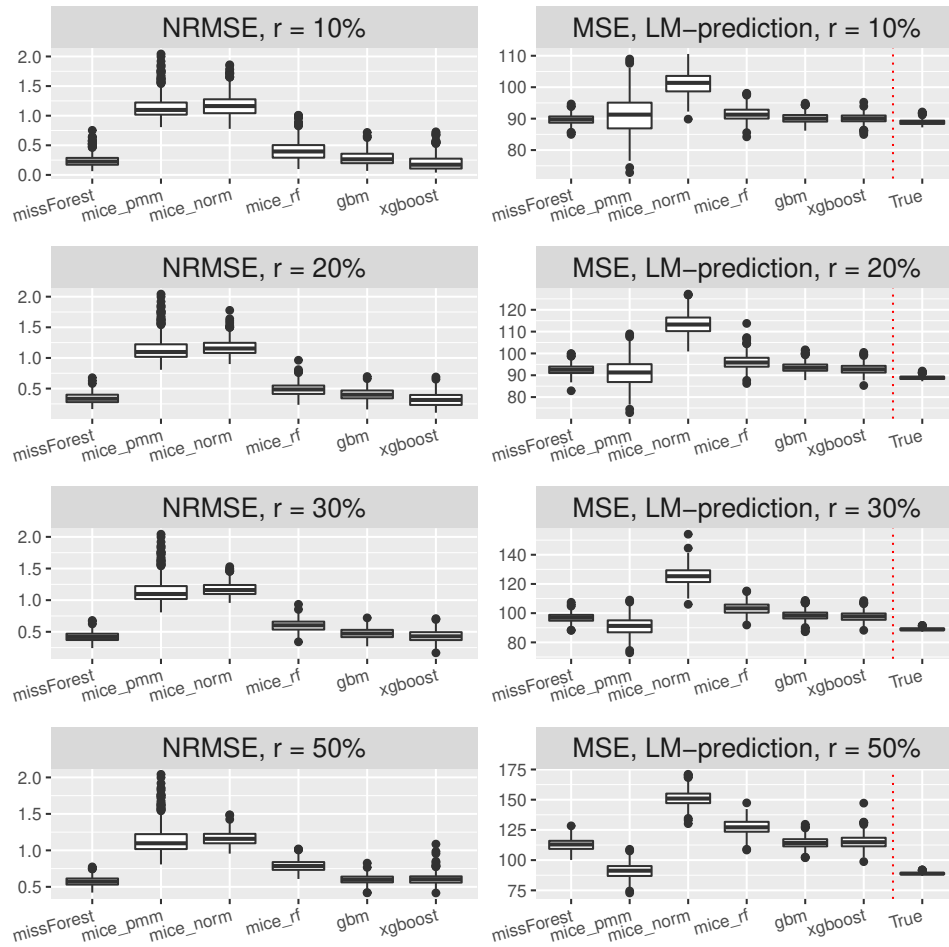 NRMSE, r = 10%
2.0
1.5
1.0
0.5
0.0
missForest mice_pmm mice_norm mice_rf gbm xgboost
MSE, LM−prediction, r = 10%
110
100
90
80
missForest mice_pmm mice_norm mice_rf gbm xgboost True
NRMSE, r = 20%
2.0
1.5
1.0
0.5
missForest mice_pmm mice_norm mice_rf gbm xgboost
MSE, LM−prediction, r = 20%
120
110
100
90
80
missForest mice_pmm mice_norm mice_rf gbm xgboost True
NRMSE, r = 30%
2.0
1.5
1.0
0.5
missForest mice_pmm mice_norm mice_rf gbm xgboost
MSE, LM−prediction, r = 30%
140
120
100
80
missForest mice_pmm mice_norm mice_rf gbm xgboost True
NRMSE, r = 50%
2.0
1.5
1.0
0.5
missForest mice_pmm mice_norm mice_rf gbm xgboost
MSE, LM−prediction, r = 50%
175
150
125
100
75
missForest mice_pmm mice_norm mice_rf gbm xgboost True